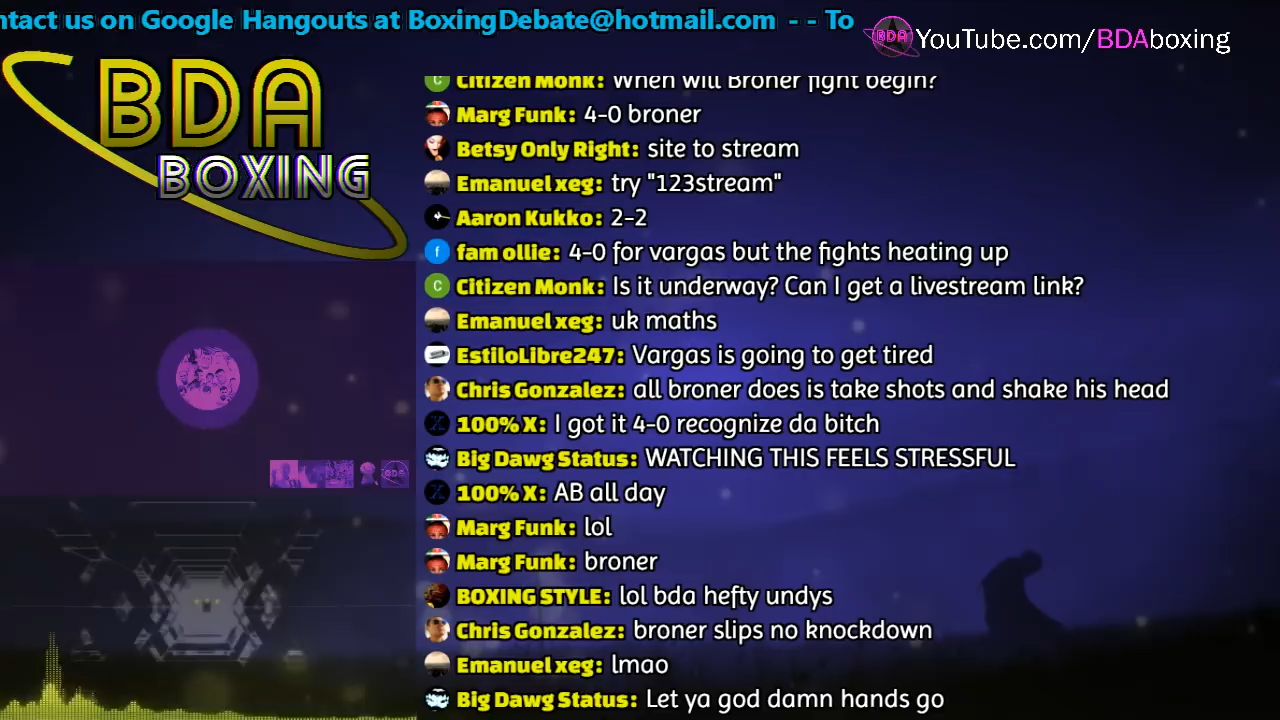 ntact us on Google Hangouts at BoxingDebate@hotmail.com - - To
BDA YouTube.com/BDAboxing
BDA
BOXING
C Citizen Monk: When will Broner fight begin?
Marg Funk: 4-0 broner
Betsy Only Right: site to stream
Emanuel xeg: try "123stream"
Aaron Kukko: 2-2
f fam ollie: 4-0 for vargas but the fights heating up
C Citizen Monk: Is it underway? Can I get a livestream link?
Emanuel xeg: uk maths
EstiloLibre247: Vargas is going to get tired
Chris Gonzalez: all broner does is take shots and shake his head
X 100% X: I got it 4-0 recognize da bitch
Big Dawg Status: WATCHING THIS FEELS STRESSFUL
X 100% X: AB all day
Marg Funk: lol
Marg Funk: broner
BDA
BOXING STYLE: lol bda hefty undys
Chris Gonzalez: broner slips no knockdown
Emanuel xeg: lmao
Big Dawg Status: Let ya god damn hands go